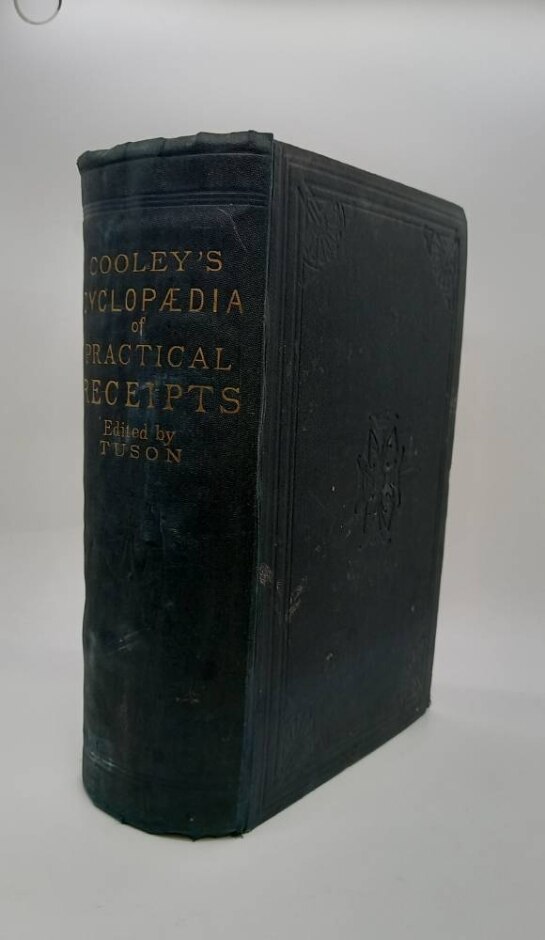 COOLEY'S
CYCLOPÆDIA
of
PRACTICAL
RECEIPTS
Edited by
TUSON